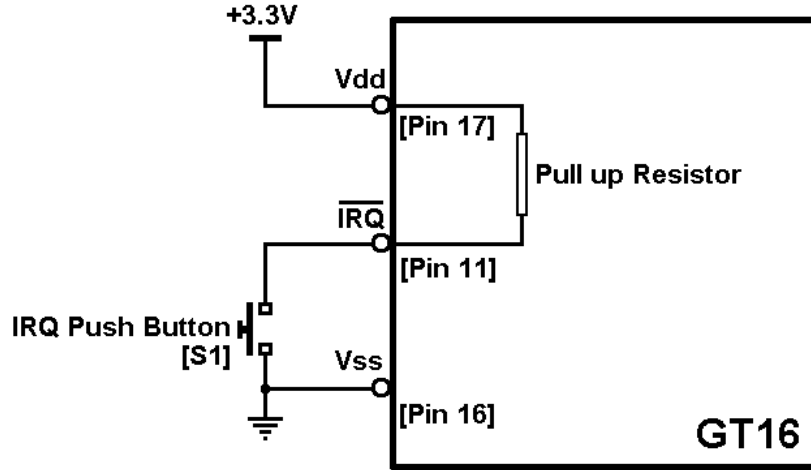 +3.3V
Vdd
[Pin 17]
Pull up Resistor
IRQ
[Pin 11]
IRQ Push Button
[S1]
Vss
[Pin 16]
GT16